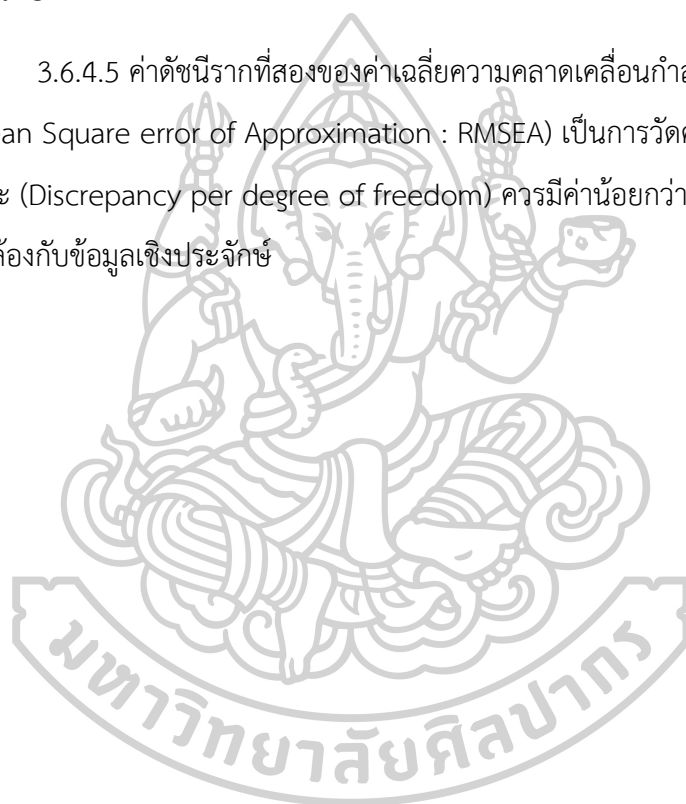 3.6.4.5 ค่าดัชนีรากที่สองของค่าเฉลี่ยความคลาดเคลื่อนกำล
an Square error of Approximation : RMSEA) เป็นการวัด
ะ (Discrepancy per degree of freedom) ควรมีค่าน้อยกว่า
้องกับข้อมูลเชิงประจักษ์
มหาวิทยาลัยศิลปากร